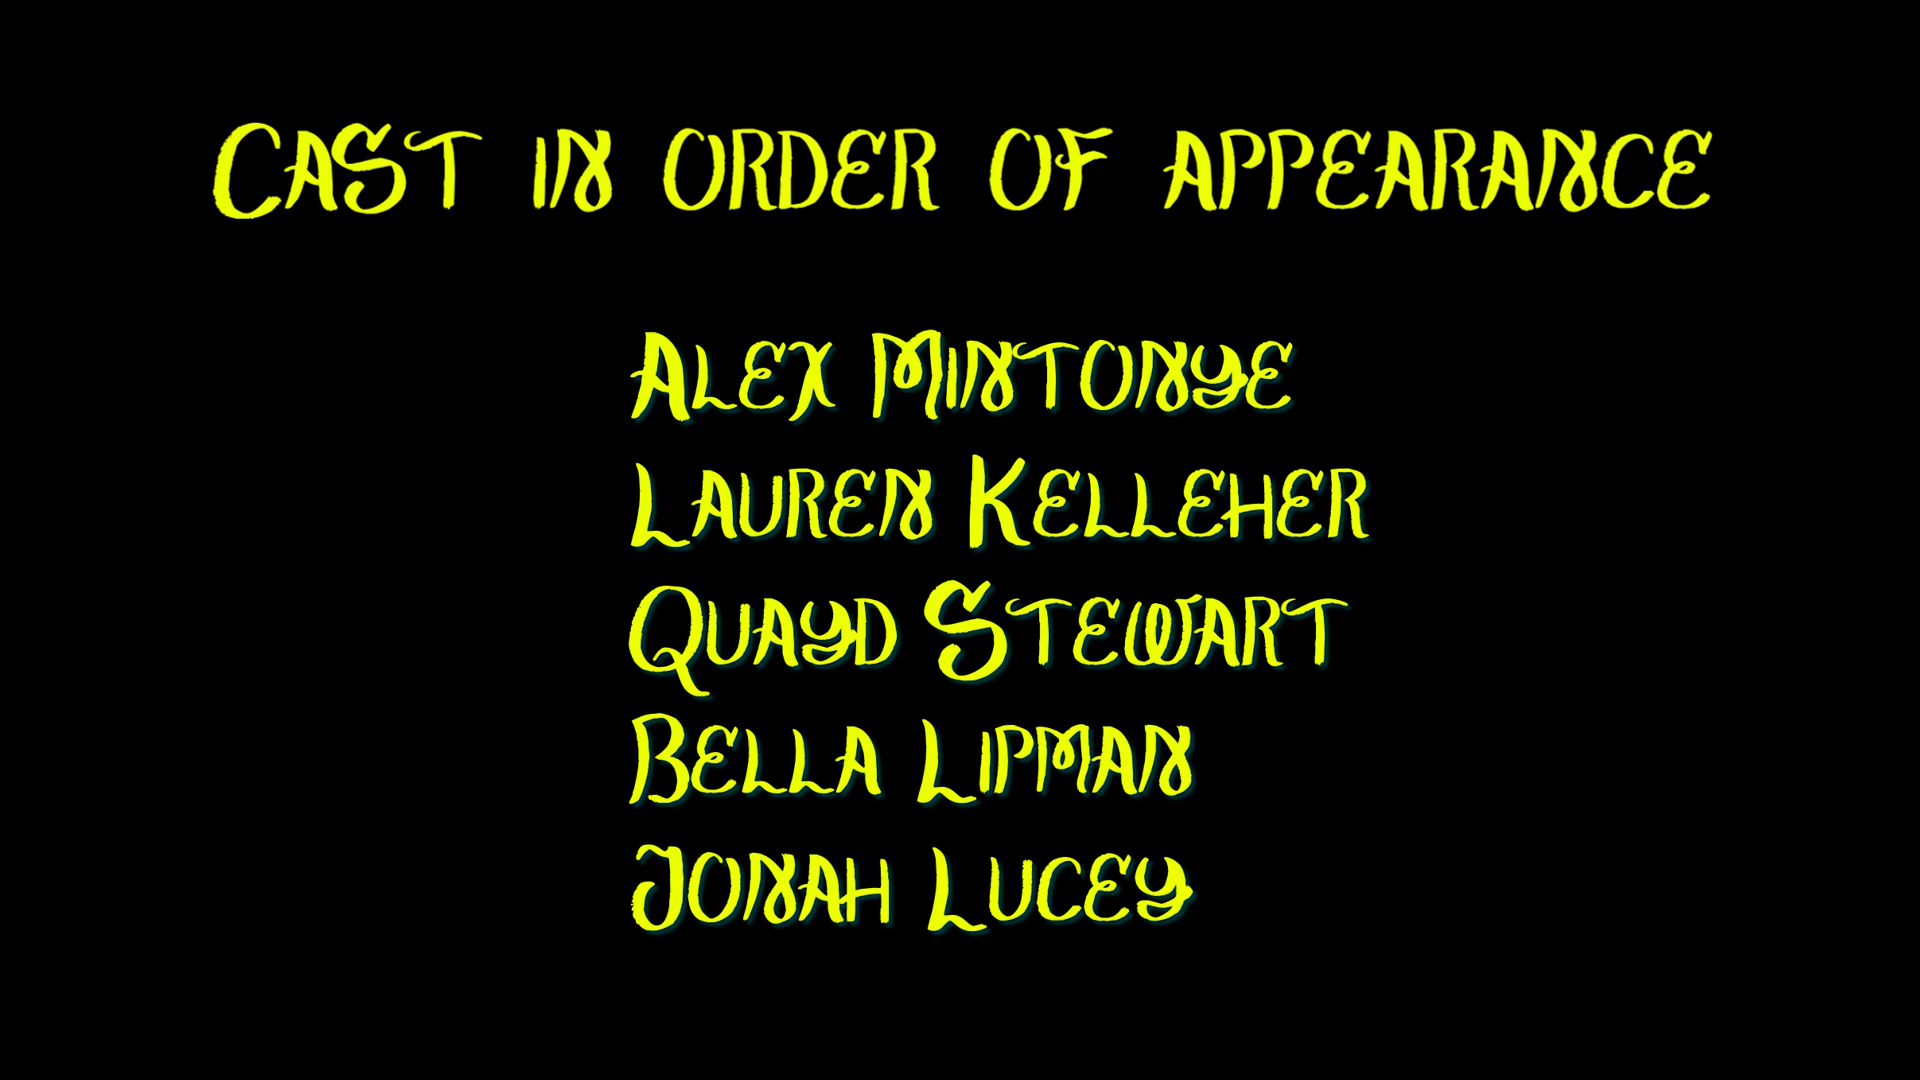 Cast in order of appearance
Alex Mintonye
Lauren Kelleher
Quayd Stewart
Bella Lipman
Jonah Lucey